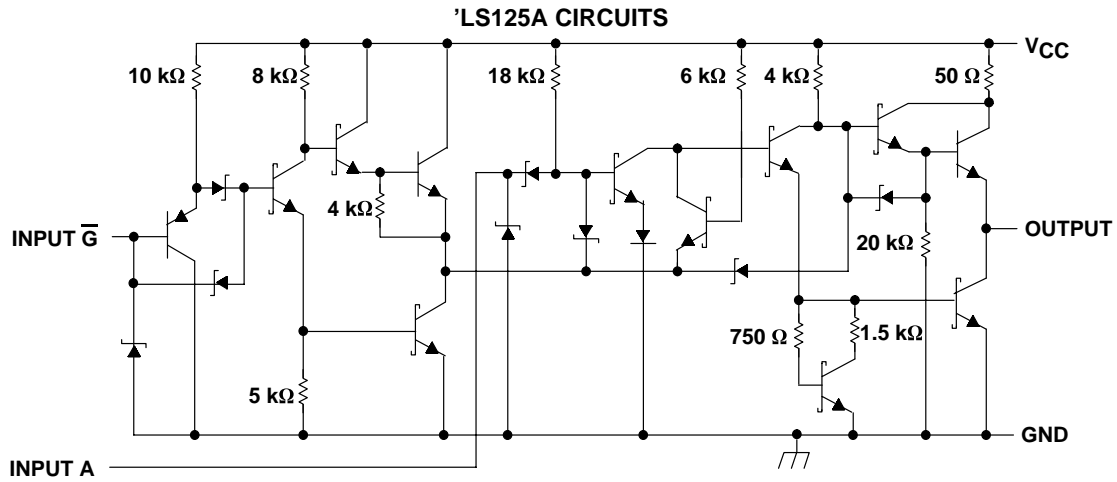 'LS125A CIRCUITS
VCC
10 kΩ
8 kΩ
18 kΩ
6 kΩ
4 kΩ
50 Ω
4 kΩ
INPUT G̅
20 kΩ
OUTPUT
750 Ω
1.5 kΩ
5 kΩ
GND
INPUT A